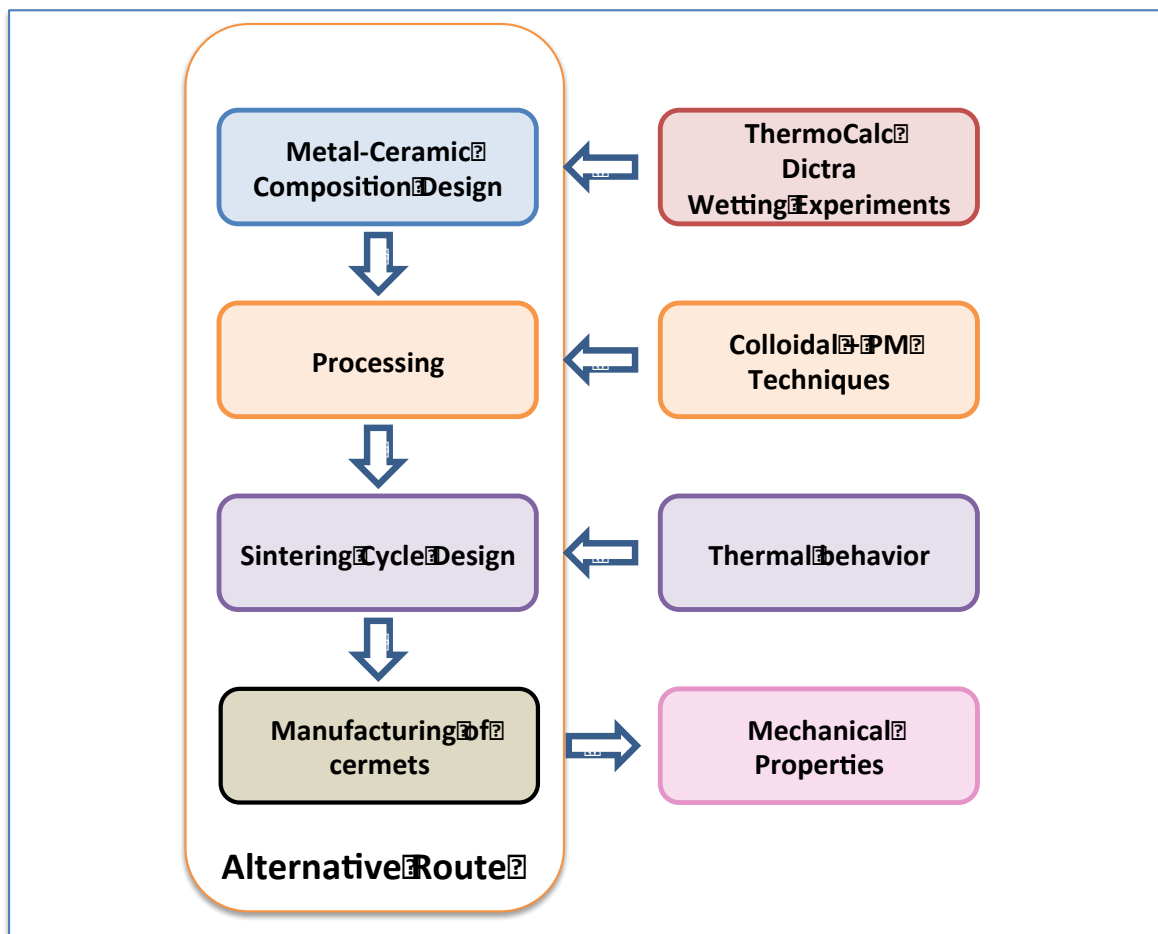 Metal-Ceramic
Composition Design
ThermoCalc
Dictra
Wetting Experiments
Processing
Colloidal + PM
Techniques
Sintering Cycle Design
Thermal behavior
Manufacturing of
cermets
Mechanical
Properties
Alternative Route